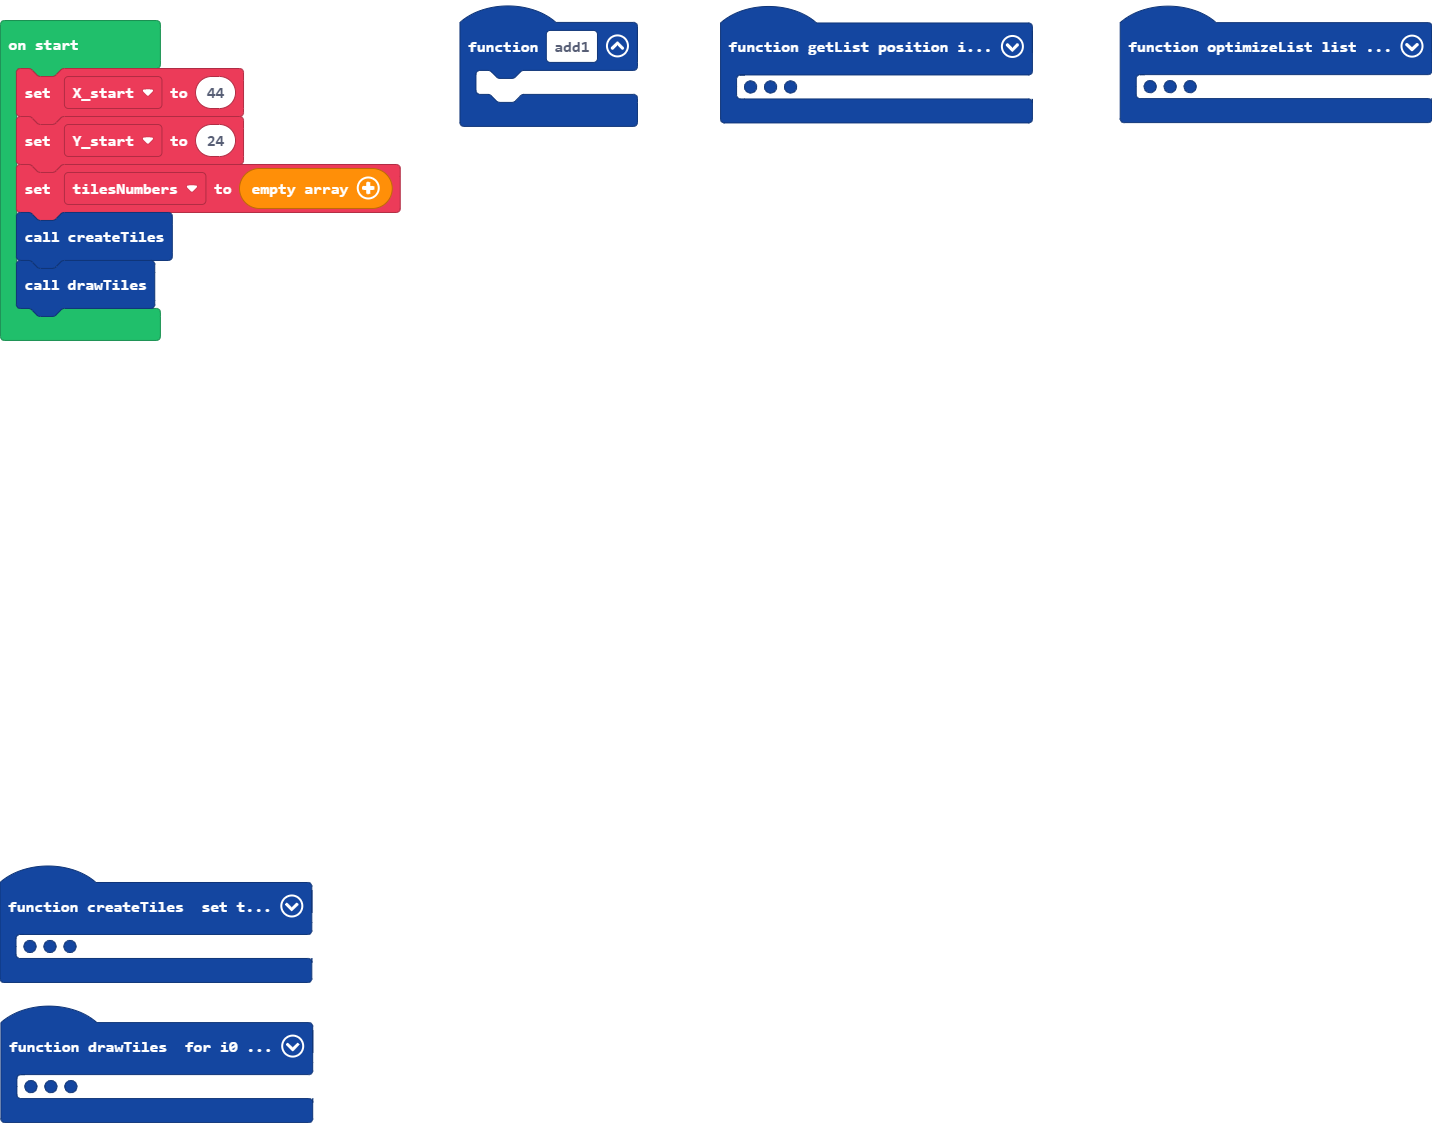 on start
set X_start to 44
set Y_start to 24
set tilesNumbers to empty array
call createTiles
call drawTiles
function add1
function getList position i...
function optimizeList list ...
function createTiles set t...
function drawTiles for i0 ...